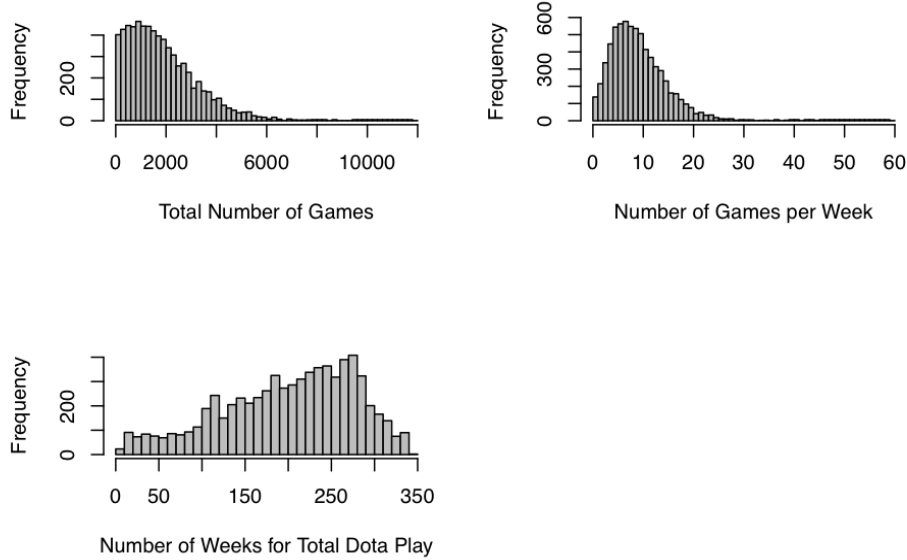 Frequency
0 200
0 2000 6000 10000
Total Number of Games
Frequency
0 300 600
0 10 20 30 40 50 60
Number of Games per Week
Frequency
0 200
0 50 150 250 350
Number of Weeks for Total Dota Play